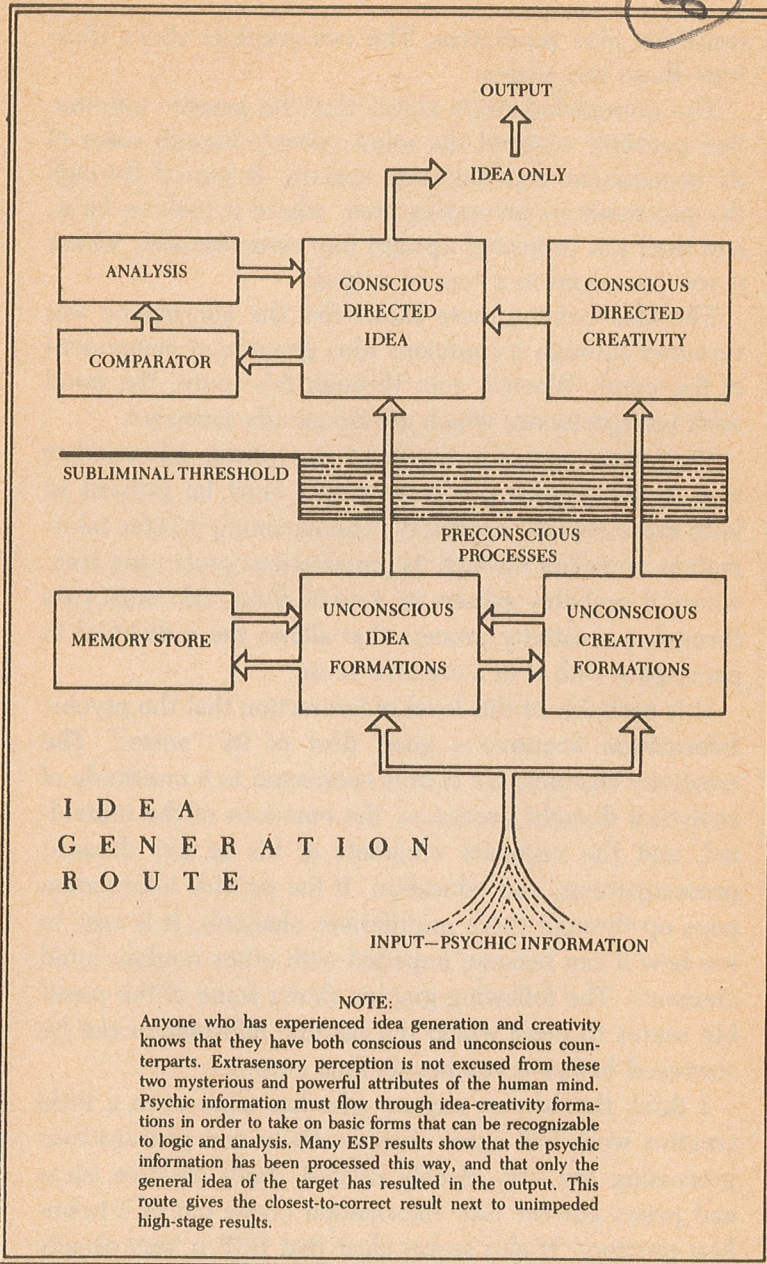 OUTPUT
IDEA ONLY
ANALYSIS
CONSCIOUS
DIRECTED
IDEA
CONSCIOUS
DIRECTED
CREATIVITY
COMPARATOR
SUBLIMINAL THRESHOLD
PRECONSCIOUS
PROCESSES
MEMORY STORE
UNCONSCIOUS
IDEA
FORMATIONS
UNCONSCIOUS
CREATIVITY
FORMATIONS
IDEA
GENERATION
ROUTE
INPUT—PSYCHIC INFORMATION
NOTE:
Anyone who has experienced idea generation and creativity
knows that they have both conscious and unconscious coun-
terparts. Extrasensory perception is not excused from these
two mysterious and powerful attributes of the human mind.
Psychic information must flow through idea-creativity forma-
tions in order to take on basic forms that can be recognizable
to logic and analysis. Many ESP results show that the psychic
information has been processed this way, and that only the
general idea of the target has resulted in the output. This
route gives the closest-to-correct result next to unimpeded
high-stage results.